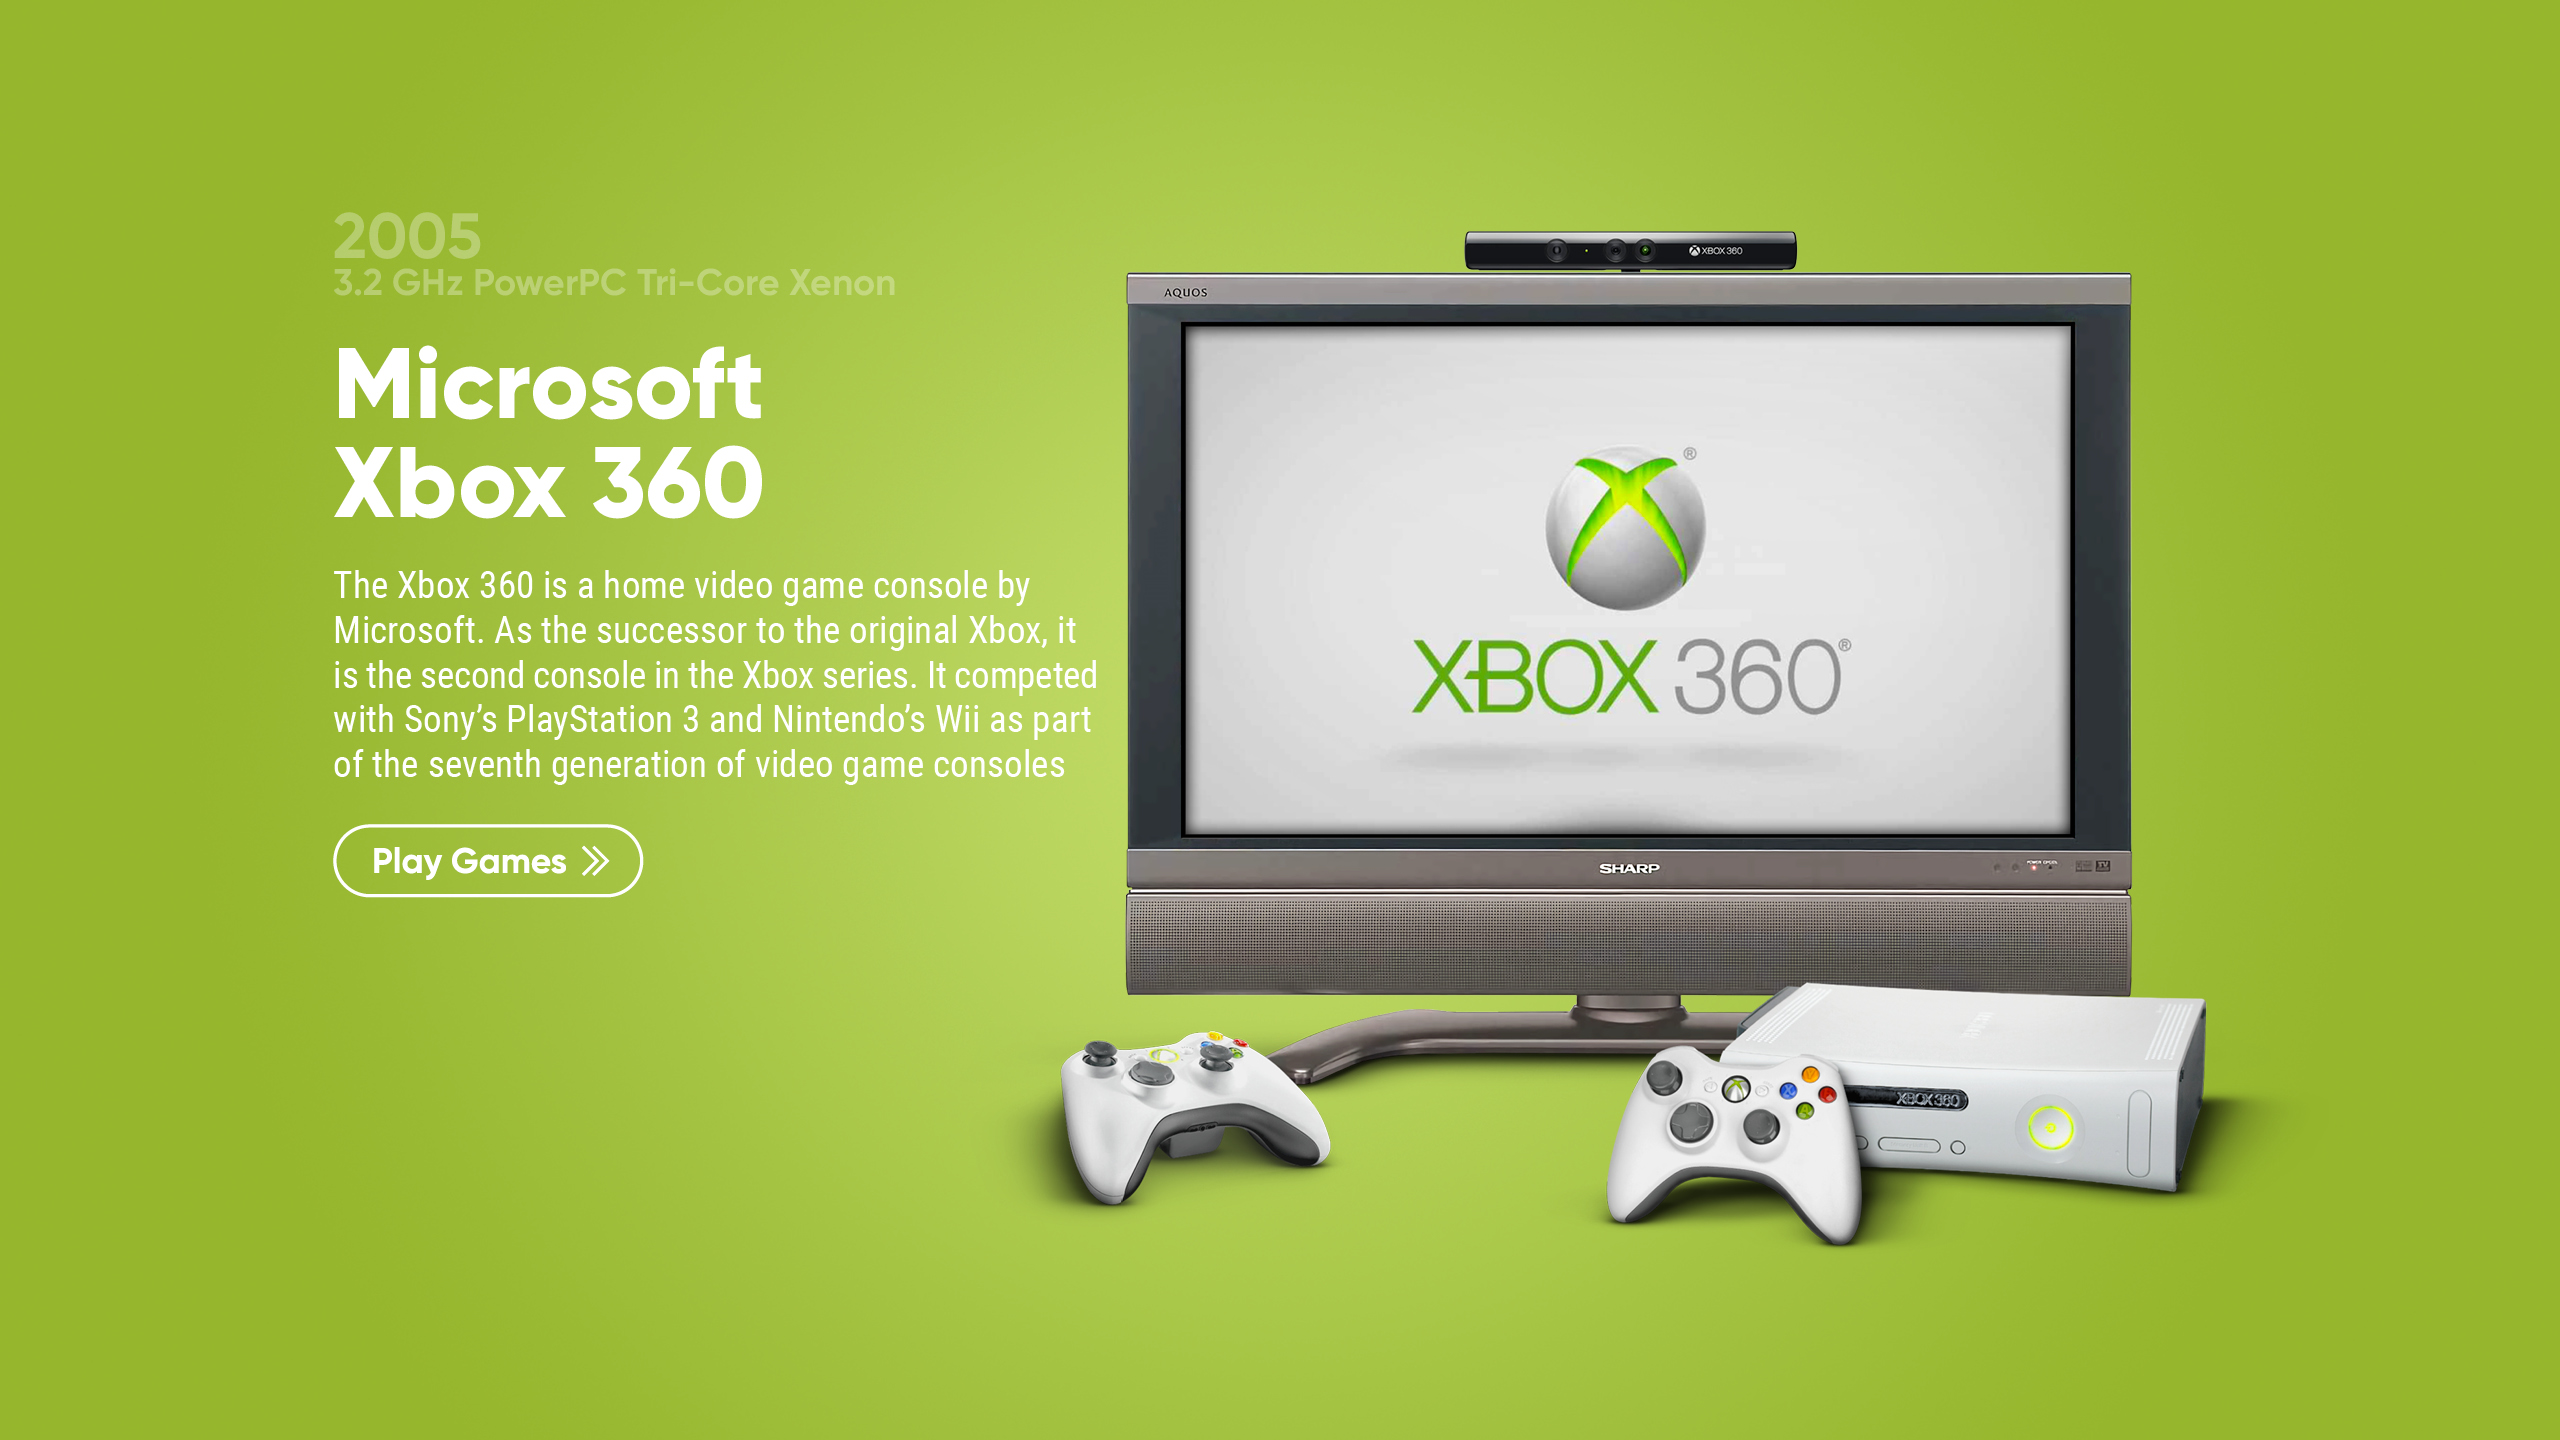 2005
3.2 GHz PowerPC Tri-Core Xenon
Microsoft
Xbox 360
The Xbox 360 is a home video game console by
Microsoft. As the successor to the original Xbox, it
is the second console in the Xbox series. It competed
with Sony’s PlayStation 3 and Nintendo’s Wii as part
of the seventh generation of video game consoles
Play Games
XBOX 360
AQUOS
®
XBOX 360®
SHARP
POWER OPC
XBOX 360
Y
X
B
A